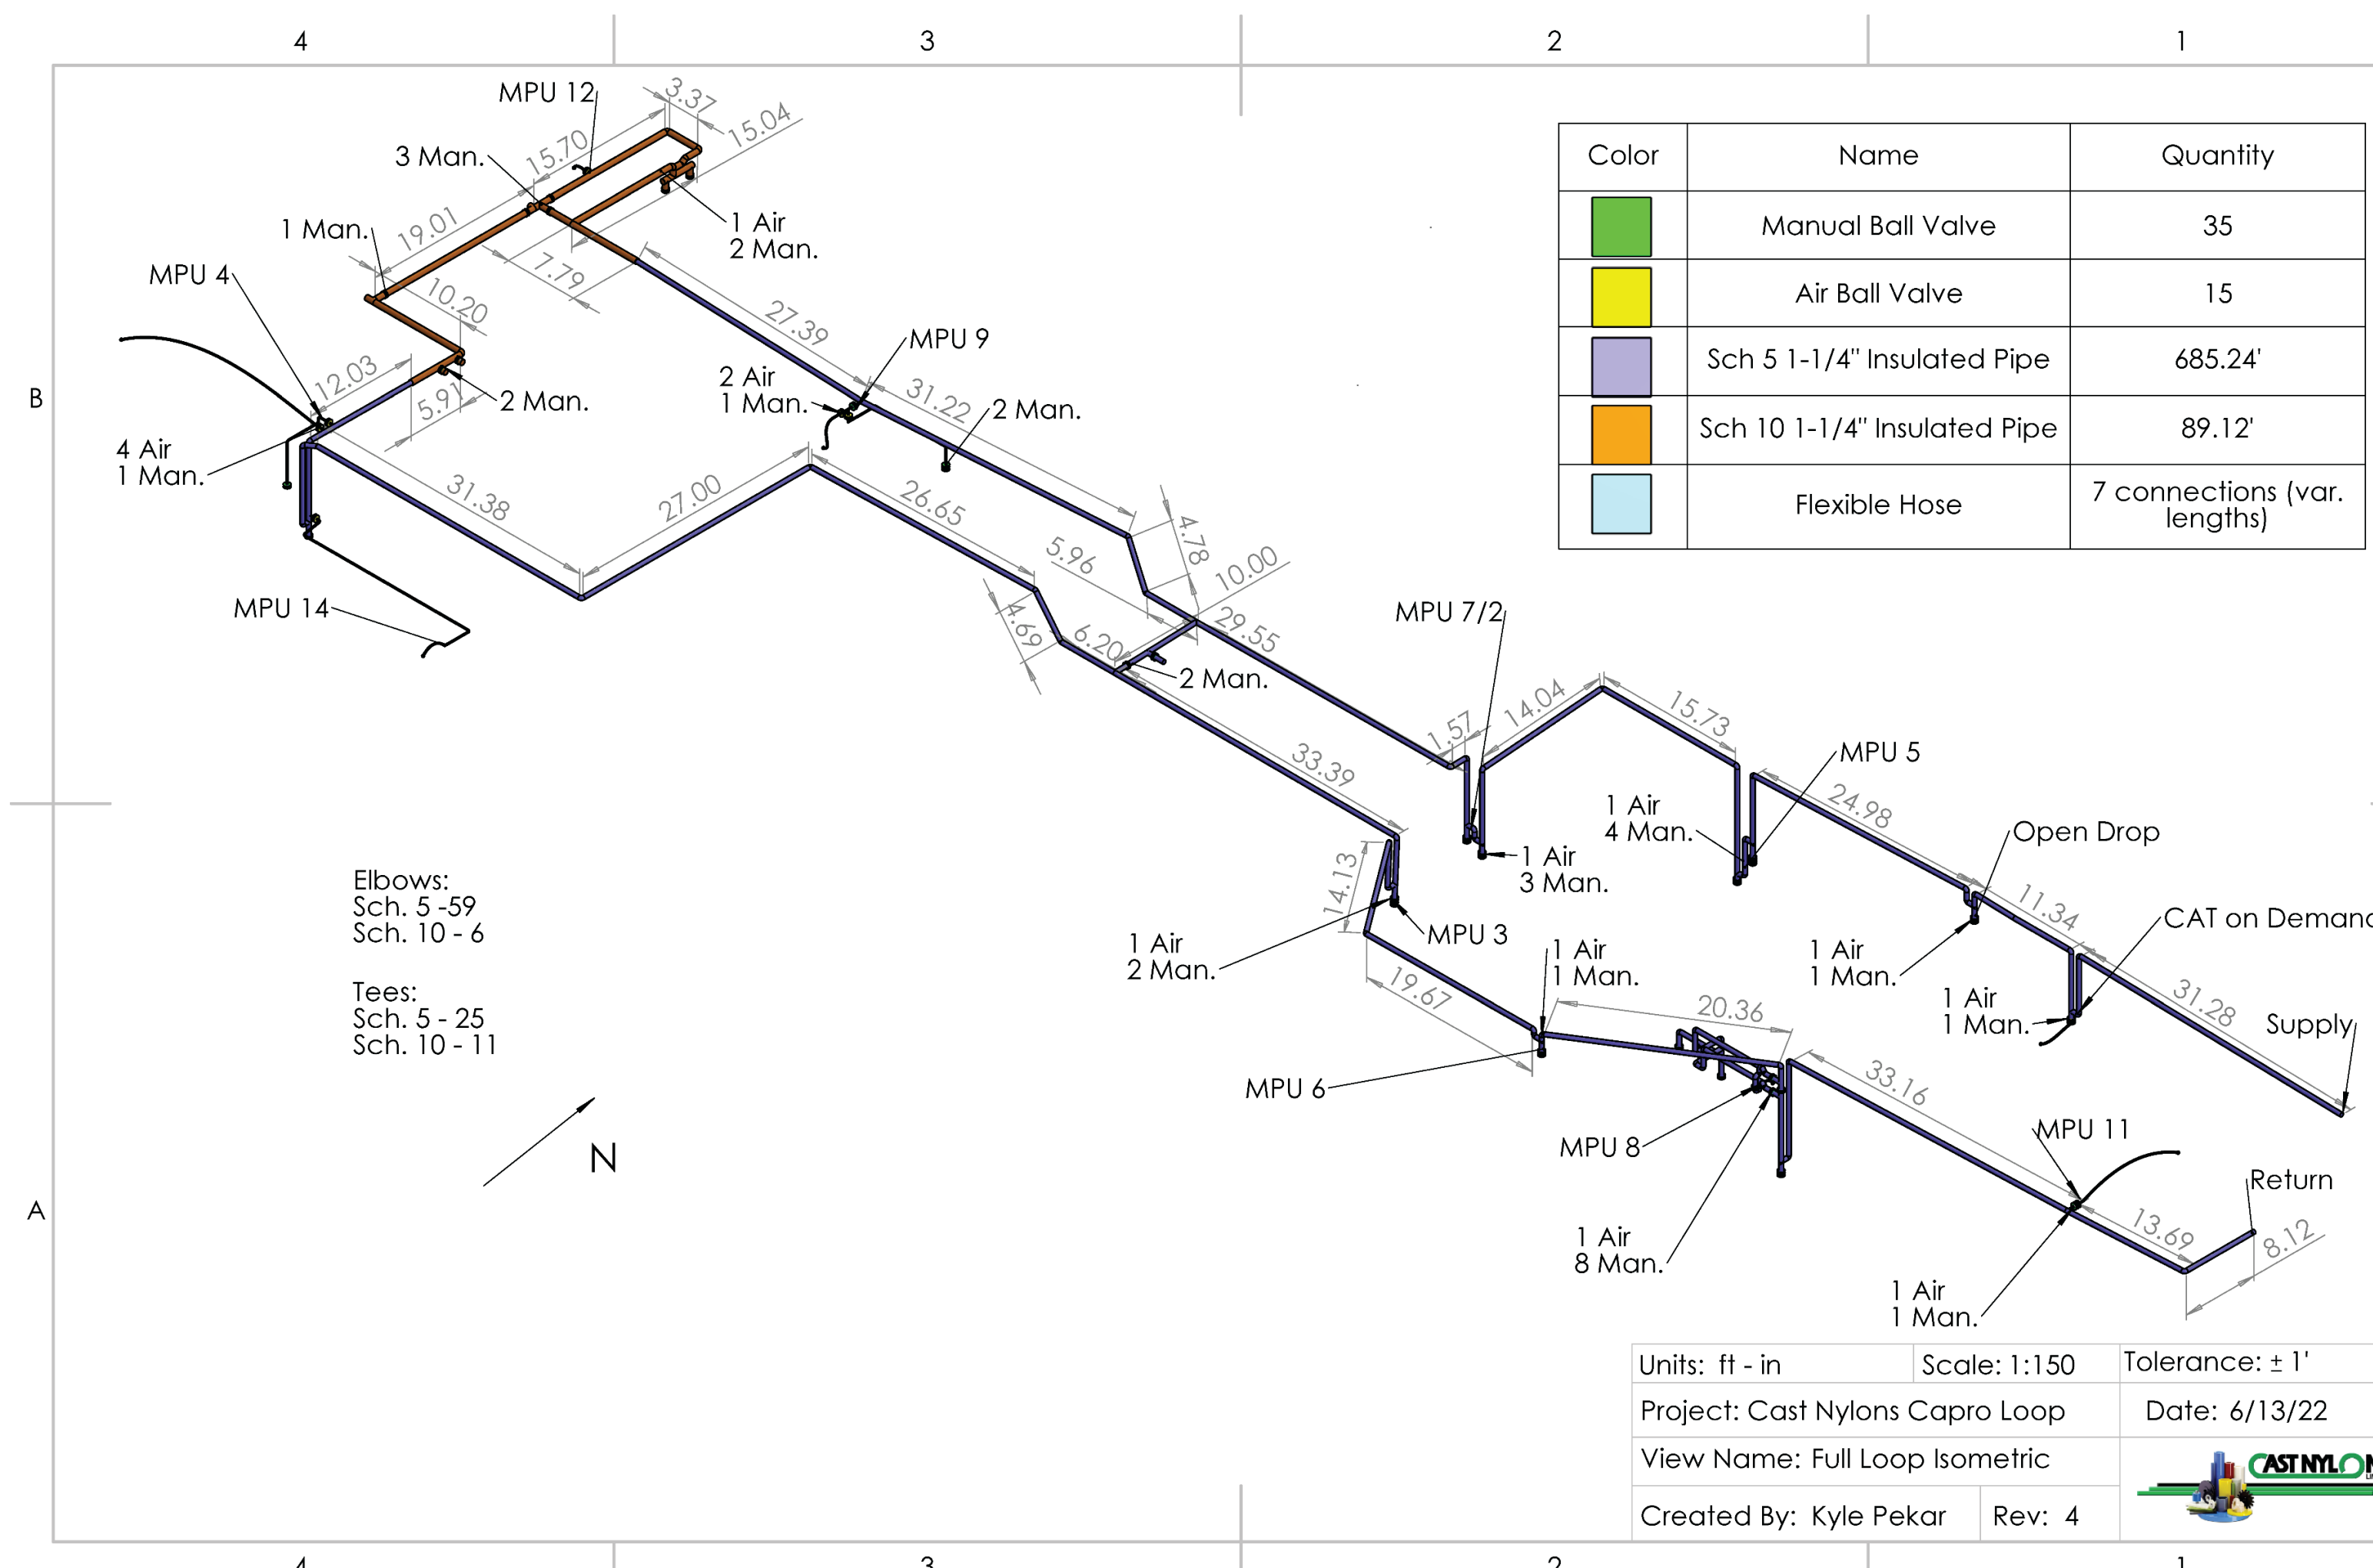 4
3
2
1
MPU 12
3.37
15.04
15.70
3 Man.
19.01
1 Man.
1 Air
2 Man.
MPU 4
7.79
10.20
27.39
MPU 9
12.03
2 Air
1 Man.
31.22
2 Man.
5.91
2 Man.
B
4 Air
1 Man.
31.38
27.00
26.65
4.78
5.96
10.00
MPU 14
4.69
6.20
29.55
2 Man.
MPU 7/2
14.04
15.73
1.57
33.39
MPU 5
24.98
1 Air
4 Man.
Open Drop
1 Air
3 Man.
14.13
11.34
CAT on Deman
MPU 3
1 Air
2 Man.
1 Air
1 Man.
1 Air
1 Man.
19.67
20.36
1 Air
1 Man.
31.28
Supply
MPU 6
33.16
MPU 8
MPU 11
Return
13.69
8.12
1 Air
8 Man.
1 Air
1 Man.
Color Name Quantity
Manual Ball Valve 35
Air Ball Valve 15
Sch 5 1-1/4" Insulated Pipe 685.24'
Sch 10 1-1/4" Insulated Pipe 89.12'
Flexible Hose 7 connections (var.
lengths)
Elbows:
Sch. 5 -59
Sch. 10 - 6
Tees:
Sch. 5 - 25
Sch. 10 - 11
N
A
Units: ft - in Scale: 1:150 Tolerance: ± 1'
Project: Cast Nylons Capro Loop Date: 6/13/22
View Name: Full Loop Isometric
CAST NYLON
Created By: Kyle Pekar Rev: 4
4
3
2
1